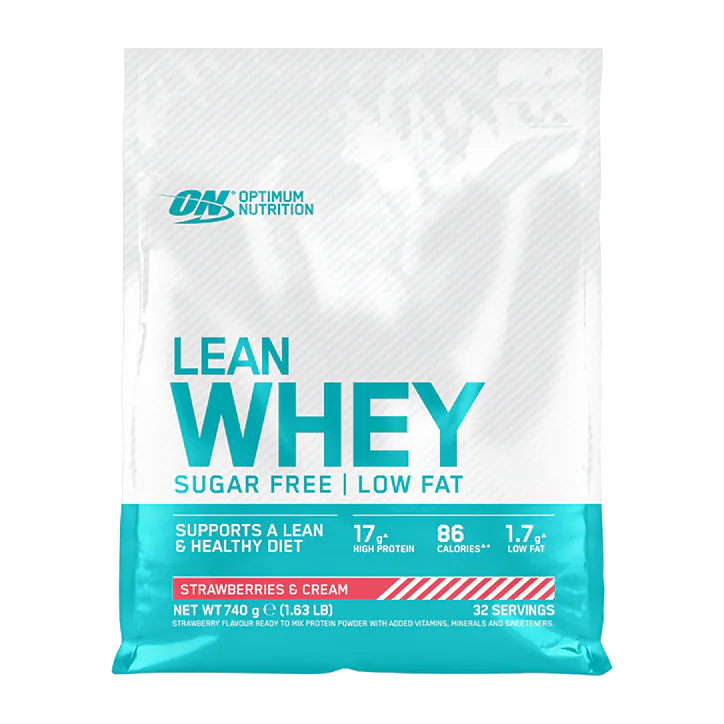 ON® OPTIMUM
NUTRITION
LEAN
WHEY
SUGAR FREE | LOW FAT
SUPPORTS A LEAN
& HEALTHY DIET
17g▲
HIGH PROTEIN
86
CALORIES▲*
1.7g▲
LOW FAT
STRAWBERRIES & CREAM
NET WT 740 g ℮ (1.63 LB)
32 SERVINGS
STRAWBERRY FLAVOUR READY TO MIX PROTEIN POWDER WITH ADDED VITAMINS, MINERALS AND SWEETENERS.